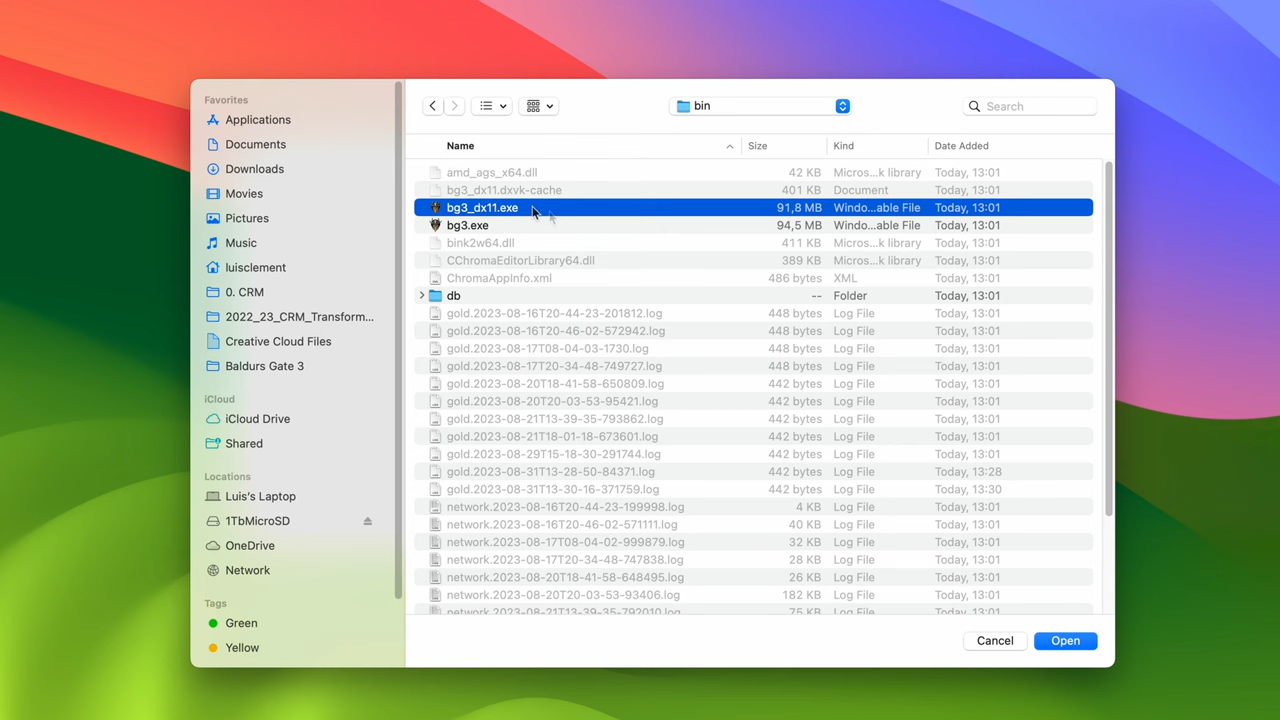 Favorites
Applications
Documents
Downloads
Movies
Pictures
Music
luisclement
0. CRM
2022_23_CRM_Transform...
Creative Cloud Files
Baldurs Gate 3
iCloud
iCloud Drive
Shared
Locations
Luis's Laptop
1TbMicroSD
OneDrive
Network
Tags
Green
Yellow
bin
Search
Name Size Kind Date Added
amd_ags_x64.dll 42 KB Micros...k library Today, 13:01
bg3_dx11.dxvk-cache 401 KB Document Today, 13:01
bg3_dx11.exe 91,8 MB Windo...able File Today, 13:01
bg3.exe 94,5 MB Windo...able File Today, 13:01
bink2w64.dll 411 KB Micros...k library Today, 13:01
CChromaEditorLibrary64.dll 389 KB Micros...k library Today, 13:01
ChromaAppInfo.xml 486 bytes XML Today, 13:01
db -- Folder Today, 13:01
gold.2023-08-16T20-44-23-201812.log 448 bytes Log File Today, 13:01
gold.2023-08-16T20-46-02-572942.log 448 bytes Log File Today, 13:01
gold.2023-08-17T08-04-03-1730.log 448 bytes Log File Today, 13:01
gold.2023-08-17T20-34-48-749727.log 448 bytes Log File Today, 13:01
gold.2023-08-20T18-41-58-650809.log 442 bytes Log File Today, 13:01
gold.2023-08-20T20-03-53-95421.log 442 bytes Log File Today, 13:01
gold.2023-08-21T13-39-35-793862.log 442 bytes Log File Today, 13:01
gold.2023-08-21T18-01-18-673601.log 442 bytes Log File Today, 13:01
gold.2023-08-29T15-18-30-291744.log 442 bytes Log File Today, 13:01
gold.2023-08-31T13-28-50-84371.log 442 bytes Log File Today, 13:28
gold.2023-08-31T13-30-16-371759.log 442 bytes Log File Today, 13:30
network.2023-08-16T20-44-23-199998.log 4 KB Log File Today, 13:01
network.2023-08-16T20-46-02-571111.log 40 KB Log File Today, 13:01
network.2023-08-17T08-04-02-999879.log 32 KB Log File Today, 13:01
network.2023-08-17T20-34-48-747838.log 28 KB Log File Today, 13:01
network.2023-08-20T18-41-58-648495.log 26 KB Log File Today, 13:01
network.2023-08-20T20-03-53-93406.log 182 KB Log File Today, 13:01
network.2023-08-21T13-39-35-792010.log 75 KB Log File Today, 13:01
Cancel
Open